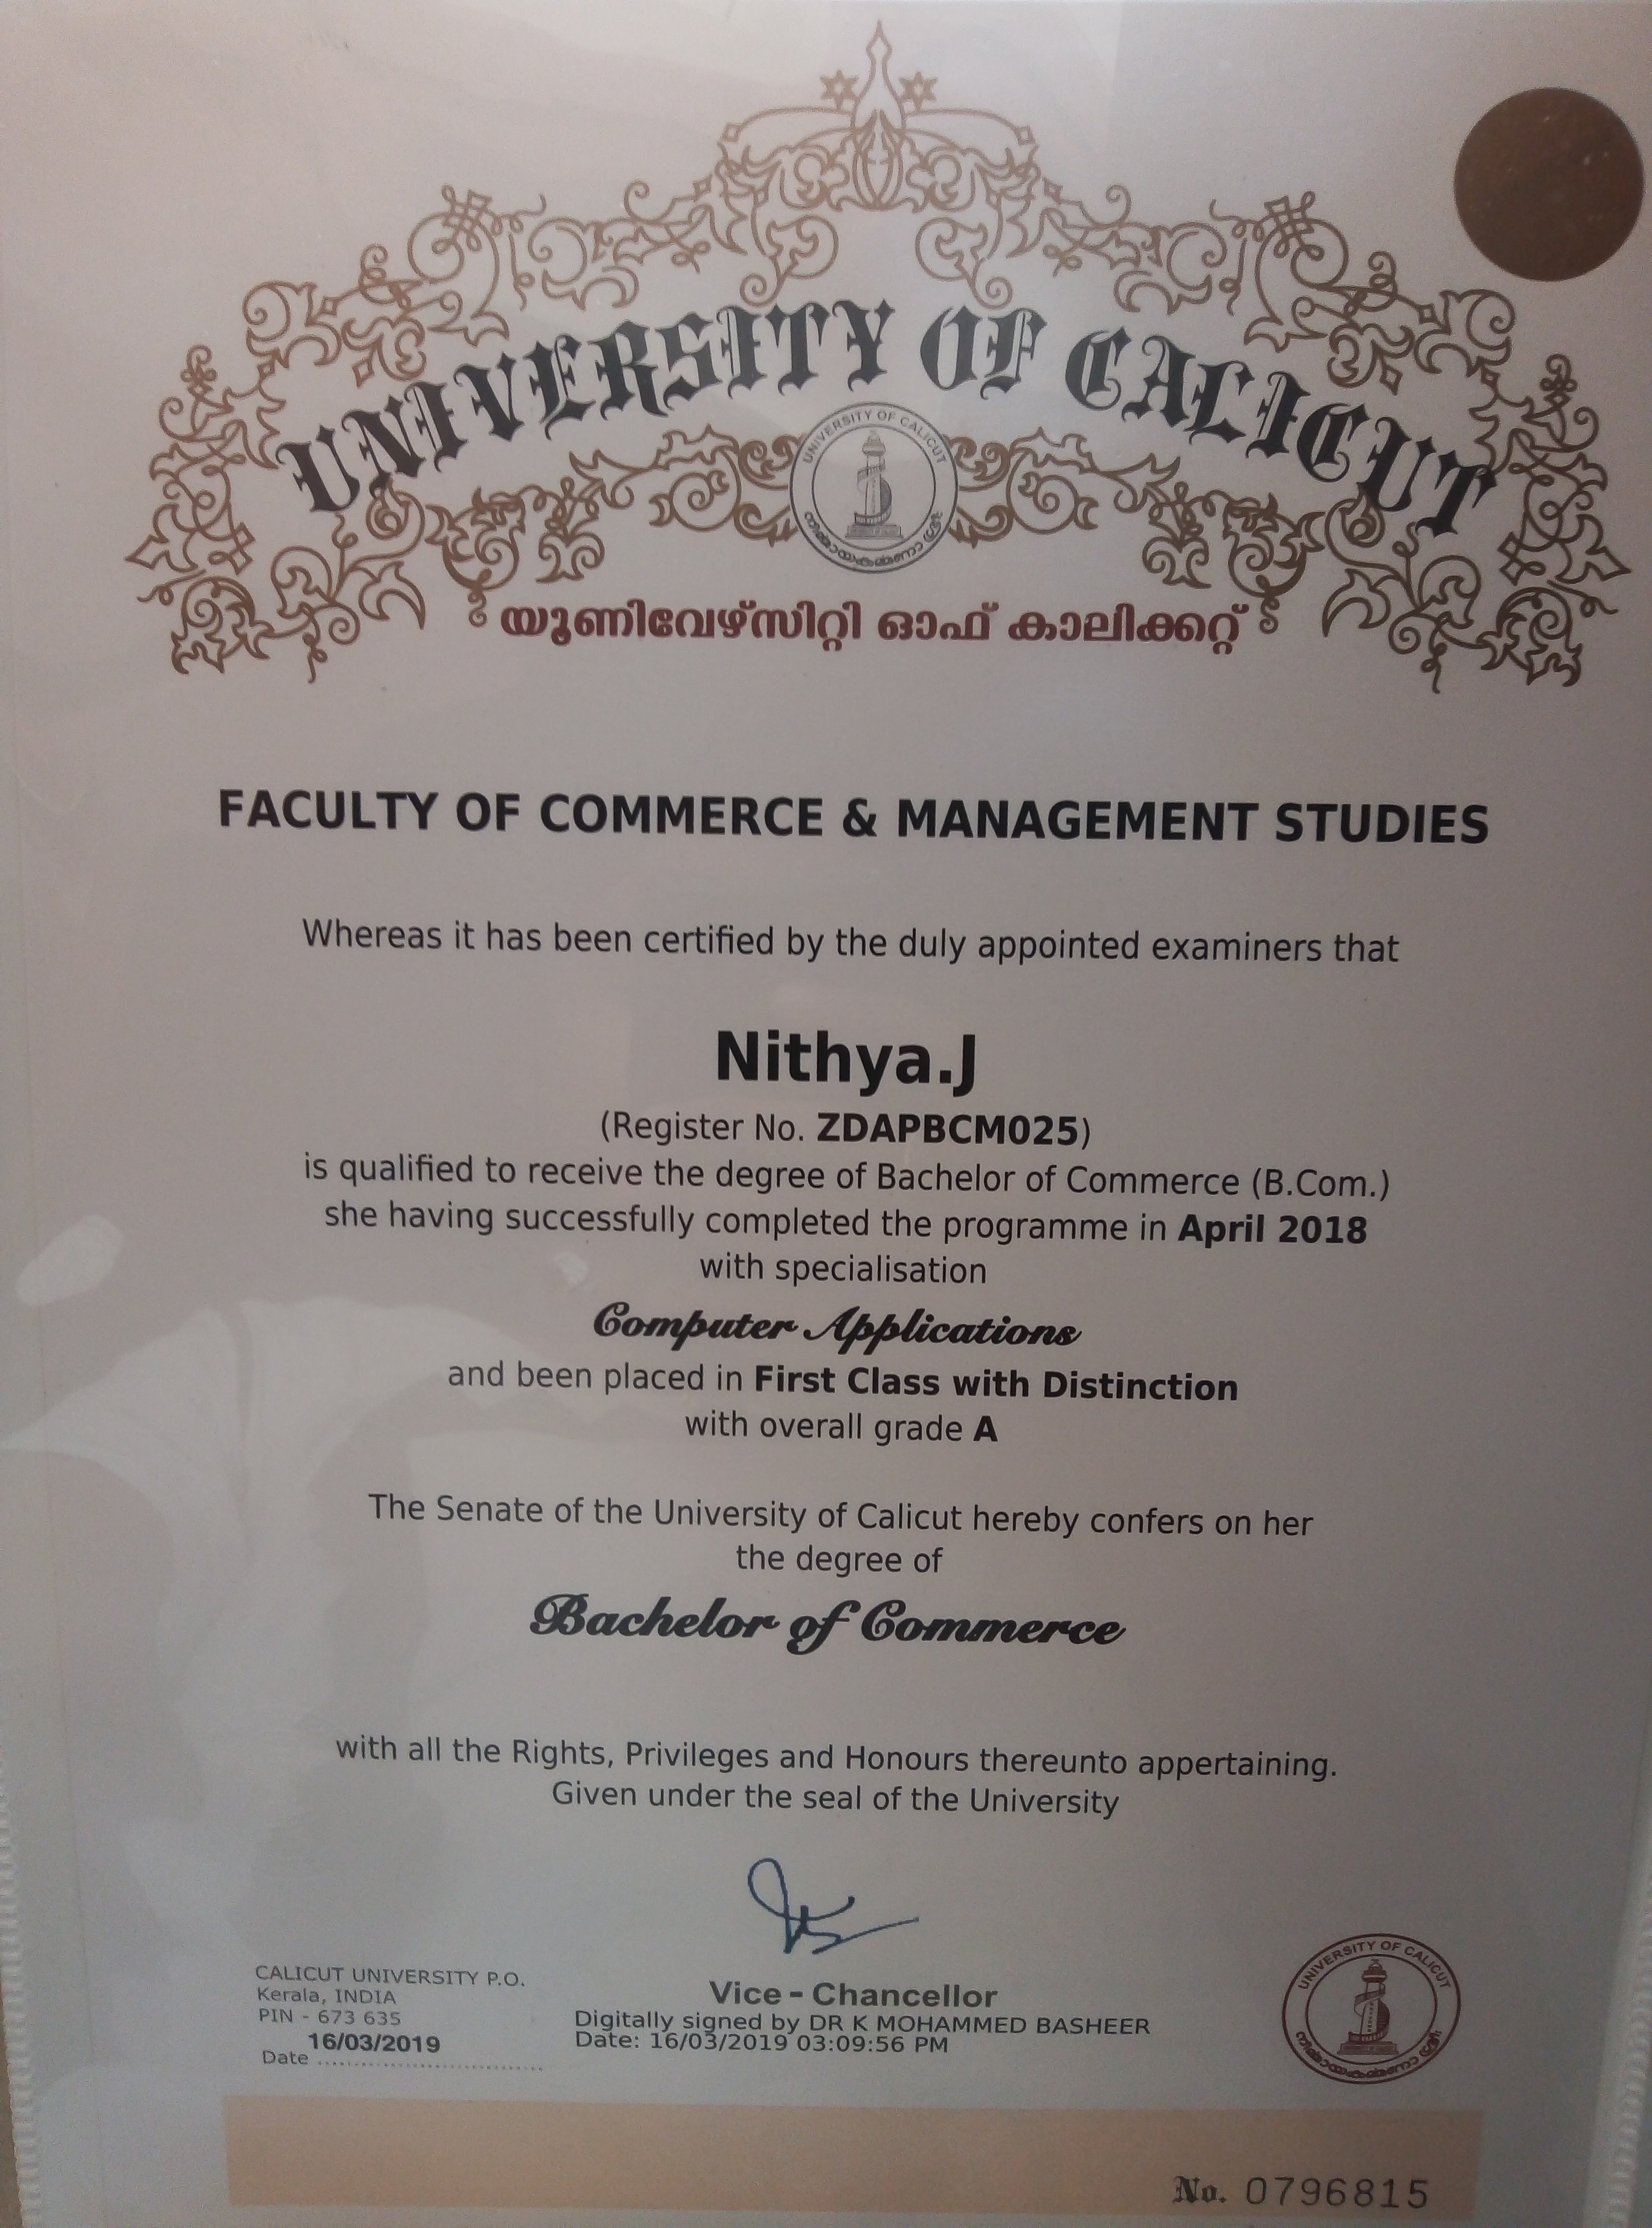 UNIVERSITY OF CALICUT
UNIVERSITY OF CALICUT
യൂണിവേഴ്സിറ്റി ഓഫ് കാലിക്കറ്റ്
FACULTY OF COMMERCE & MANAGEMENT STUDIES
Whereas it has been certified by the duly appointed examiners that
Nithya.J
(Register No. ZDAPBCM025)
is qualified to receive the degree of Bachelor of Commerce (B.Com.)
she having successfully completed the programme in April 2018
with specialisation
Computer Applications
and been placed in First Class with Distinction
with overall grade A
The Senate of the University of Calicut hereby confers on her
the degree of
Bachelor of Commerce
with all the Rights, Privileges and Honours thereunto appertaining.
Given under the seal of the University
CALICUT UNIVERSITY P.O.
Kerala, INDIA
PIN - 673 635
16/03/2019
Date ................................
Vice - Chancellor
Digitally signed by DR K MOHAMMED BASHEER
Date: 16/03/2019 03:09:56 PM
UNIVERSITY OF CALICUT
No. 0796815